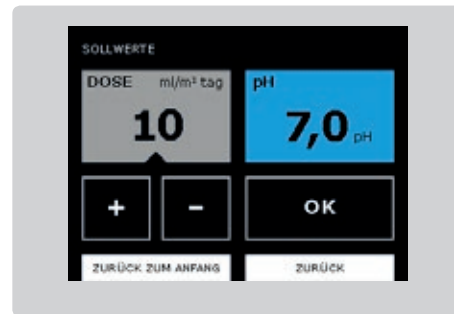 SOLLWERTE
DOSE ml/m³ tag
pH
10
7,0 pH
+
-
OK
ZURÜCK ZUM ANFANG
ZURÜCK